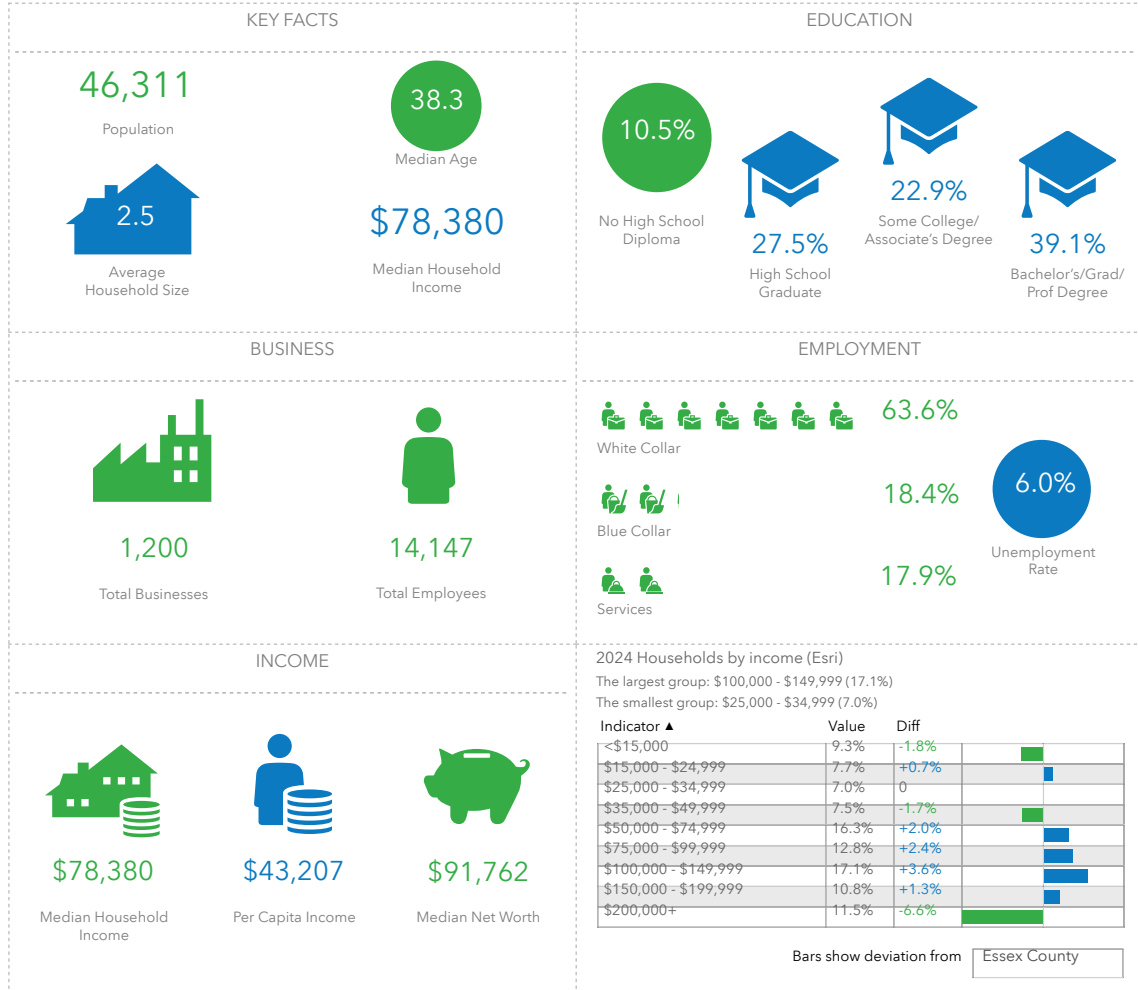 KEY FACTS
46,311
Population
38.3
Median Age
2.5
Average
Household Size
$78,380
Median Household
Income
EDUCATION
10.5%
No High School
Diploma
27.5%
High School
Graduate
22.9%
Some College/
Associate's Degree
39.1%
Bachelor's/Grad/
Prof Degree
BUSINESS
1,200
Total Businesses
14,147
Total Employees
EMPLOYMENT
63.6%
White Collar
18.4%
Blue Collar
17.9%
Services
6.0%
Unemployment
Rate
INCOME
$78,380
Median Household
Income
$43,207
Per Capita Income
$91,762
Median Net Worth
2024 Households by income (Esri)
The largest group: $100,000 - $149,999 (17.1%)
The smallest group: $25,000 - $34,999 (7.0%)
Indicator ▲ Value Diff
<$15,000 9.3% -1.8%
$15,000 - $24,999 7.7% +0.7%
$25,000 - $34,999 7.0% 0
$35,000 - $49,999 7.5% -1.7%
$50,000 - $74,999 16.3% +2.0%
$75,000 - $99,999 12.8% +2.4%
$100,000 - $149,999 17.1% +3.6%
$150,000 - $199,999 10.8% +1.3%
$200,000+ 11.5% -6.6%
Bars show deviation from Essex County